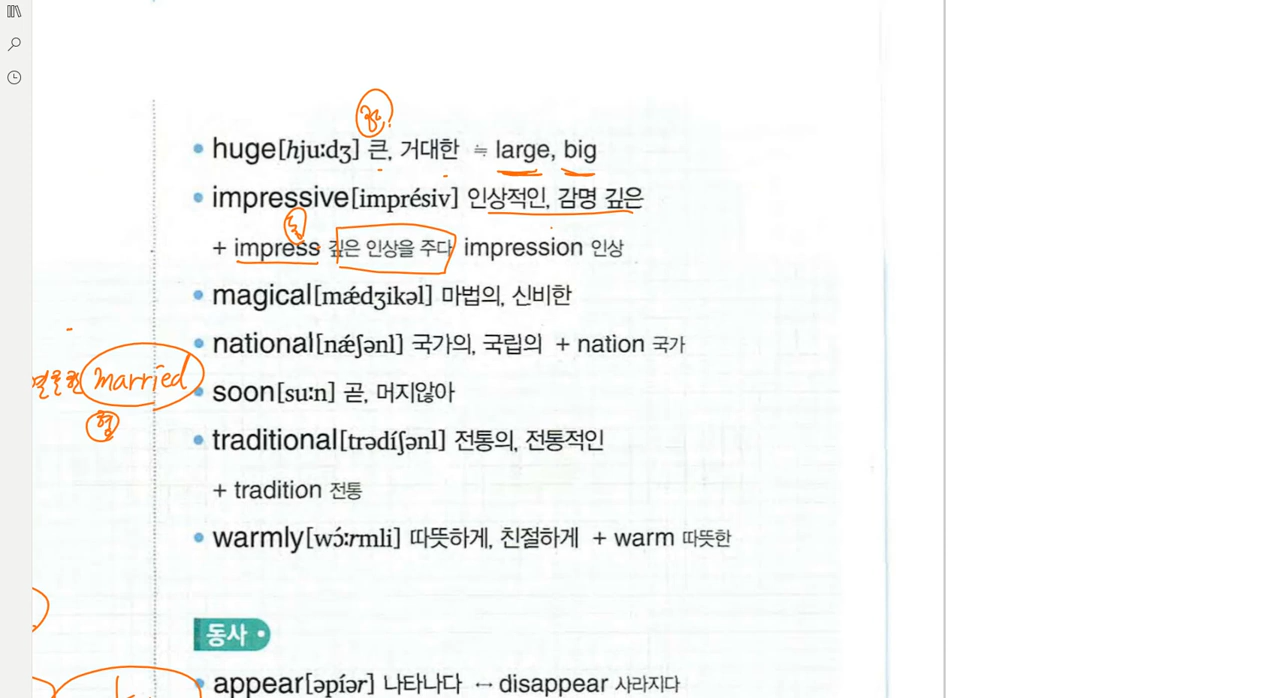 • huge[hjuːdʒ] 큰, 거대한 ≒ large, big
• impressive[imprésiv] 인상적인, 감명 깊은
동
+ impress 깊은 인상을 주다 impression 인상
• magical[mǽdʒikəl] 마법의, 신비한
• national[nǽʃənl] 국가의, 국립의 + nation 국가
married
• soon[suːn] 곧, 머지않아
형
• traditional[trədíʃənl] 전통의, 전통적인
+ tradition 전통
• warmly[wɔ́ːrmli] 따뜻하게, 친절하게 + warm 따뜻한
동사 •
• appear[əpíər] 나타나다 ↔ disappear 사라지다